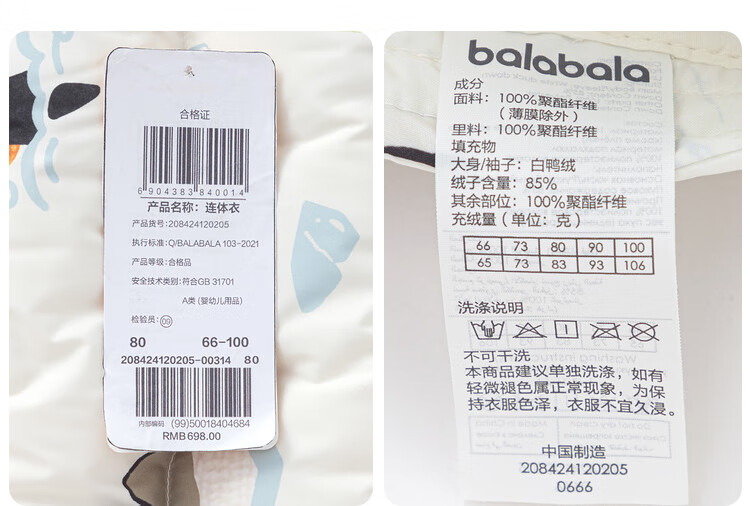 合格证
6904383840014
产品名称：连体衣
产品货号：208424120205
执行标准：Q/BALABALA 103-2021
产品等级：合格品
安全技术类别：符合GB 31701
A类 (婴幼儿用品)
检验员：09
80 66-100
208424120205-00314 80
内部编码 (99)50018404684
RMB698.00
balabala
成分
面料：100%聚酯纤维
（薄膜除外）
里料：100%聚酯纤维
填充物
大身/袖子：白鸭绒
绒子含量：85%
其余部位：100%聚酯纤维
充绒量（单位：克）
66 73 80 90 100
65 73 83 93 106
洗涤说明
不可干洗
本商品建议单独洗涤，如有
轻微褪色属正常现象，为保
持衣服色泽，衣服不宜久浸。
中国制造
208424120205
0666